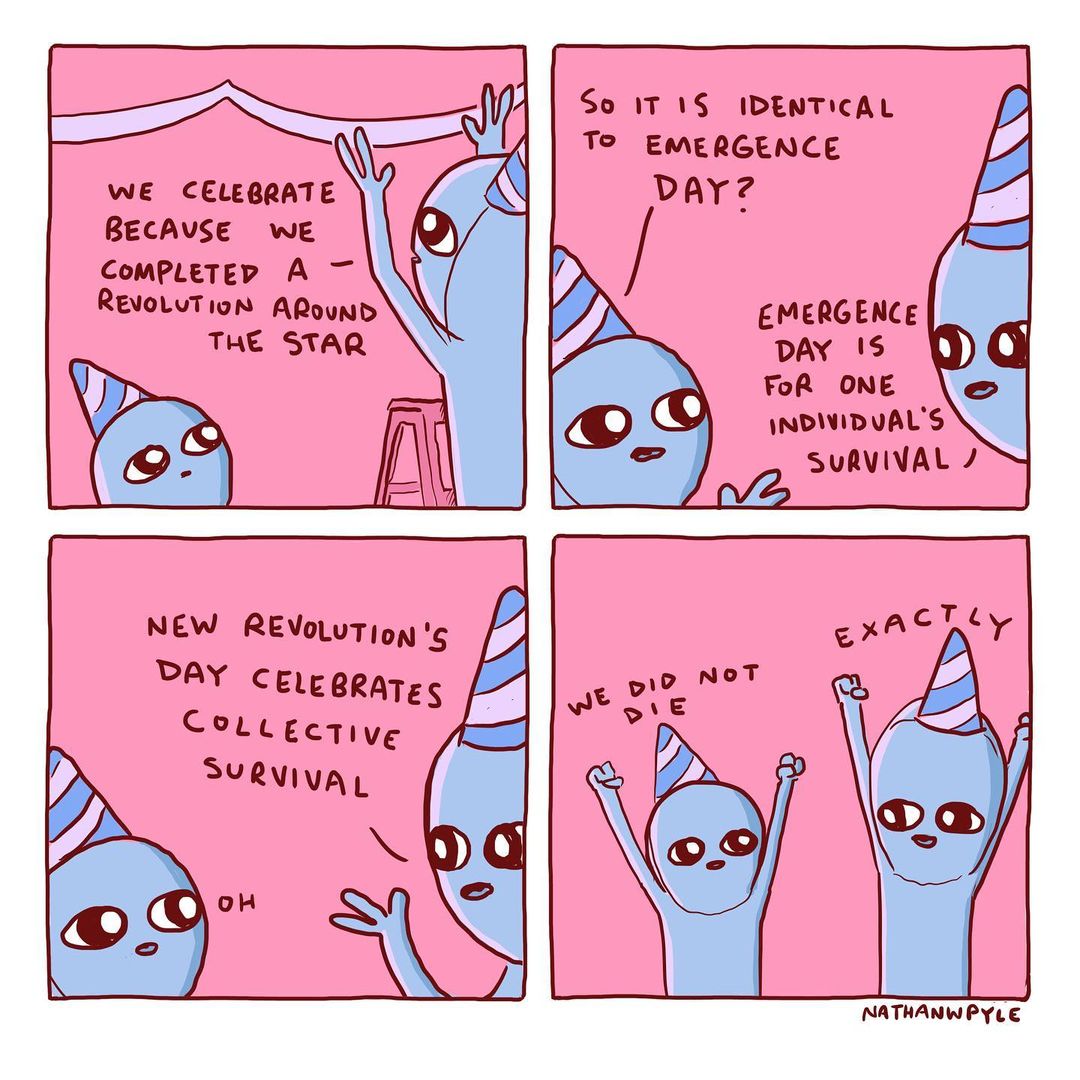 WE CELEBRATE
BECAUSE WE
COMPLETED A -
REVOLUTION AROUND
THE STAR
SO IT IS IDENTICAL
TO EMERGENCE
DAY?
EMERGENCE
DAY IS
FOR ONE
INDIVIDUAL'S
SURVIVAL
NEW REVOLUTION'S
DAY CELEBRATES
COLLECTIVE
SURVIVAL
OH
WE DID NOT
DIE
EXACTLY
NATHANWPYLE